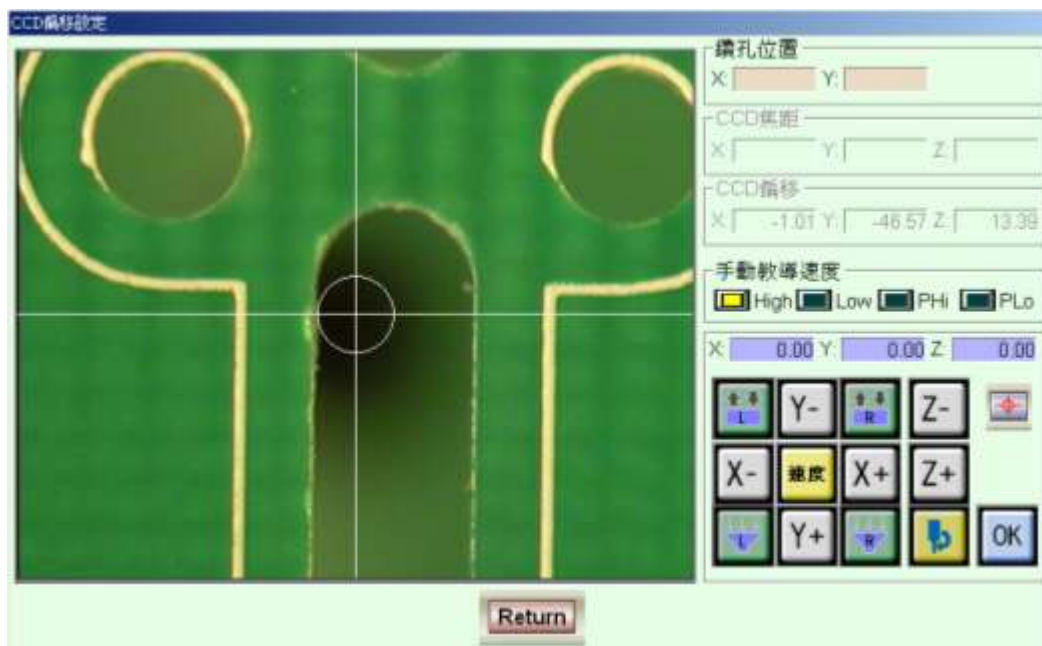 CCD偏移設定
鑽孔位置
X: Y:
CCD焦距
X: Y: Z:
CCD偏移
X: -1.01 Y: -46.57 Z: 13.39
手動教導速度
High Low PHi PLo
X: 0.00 Y: 0.00 Z: 0.00
L Y- R Z-
X- 速度 X+ Z+
L Y+ R OK
Return